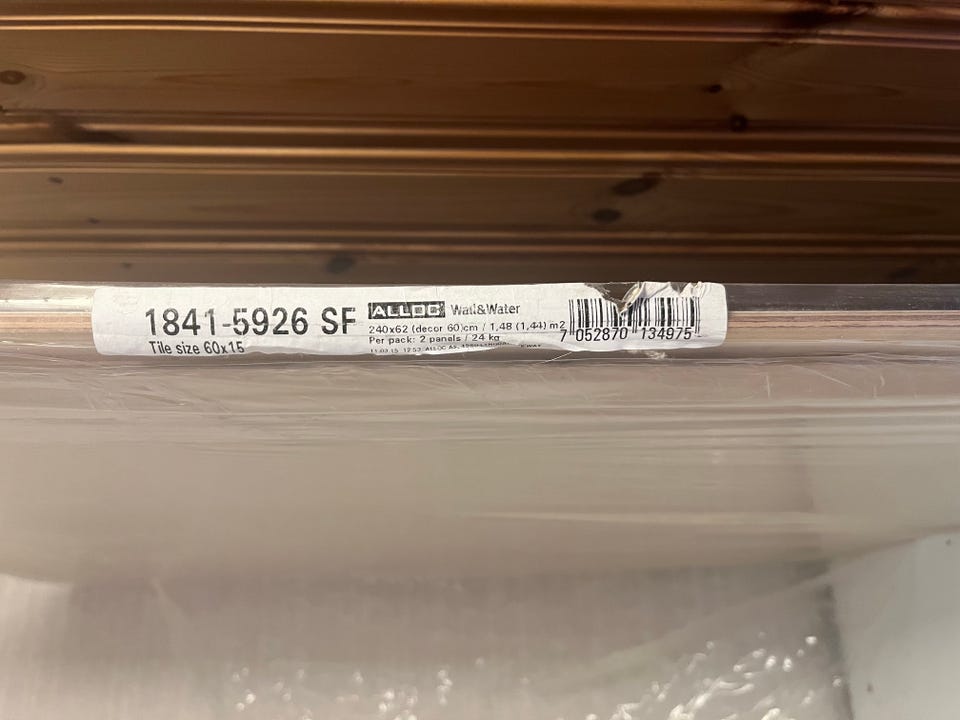 1841-5926 SF
Tile size 60x15
ALLOC Wall&Water
240x62 (decor 60)cm / 1,48 (1,44) m2
Per pack: 2 panels / 24 kg
7 052870 134975